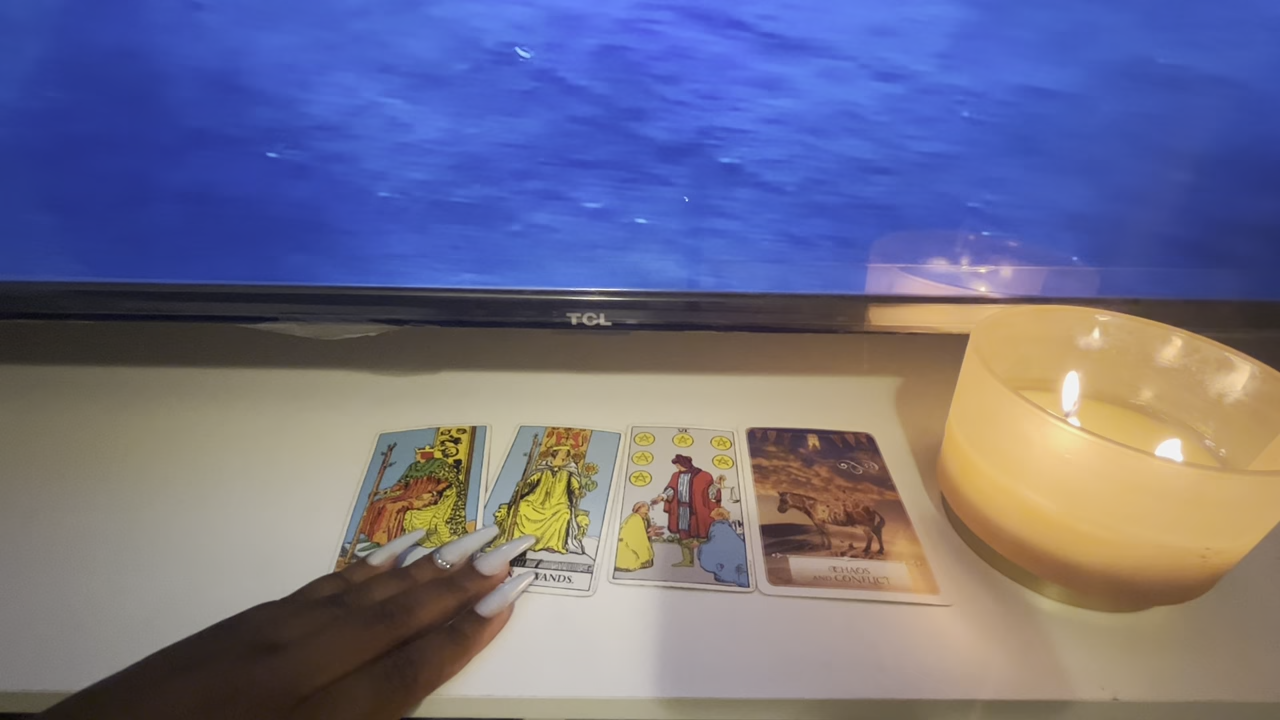 TCL
WANDS.
VI
CHAOS
AND CONFLICT